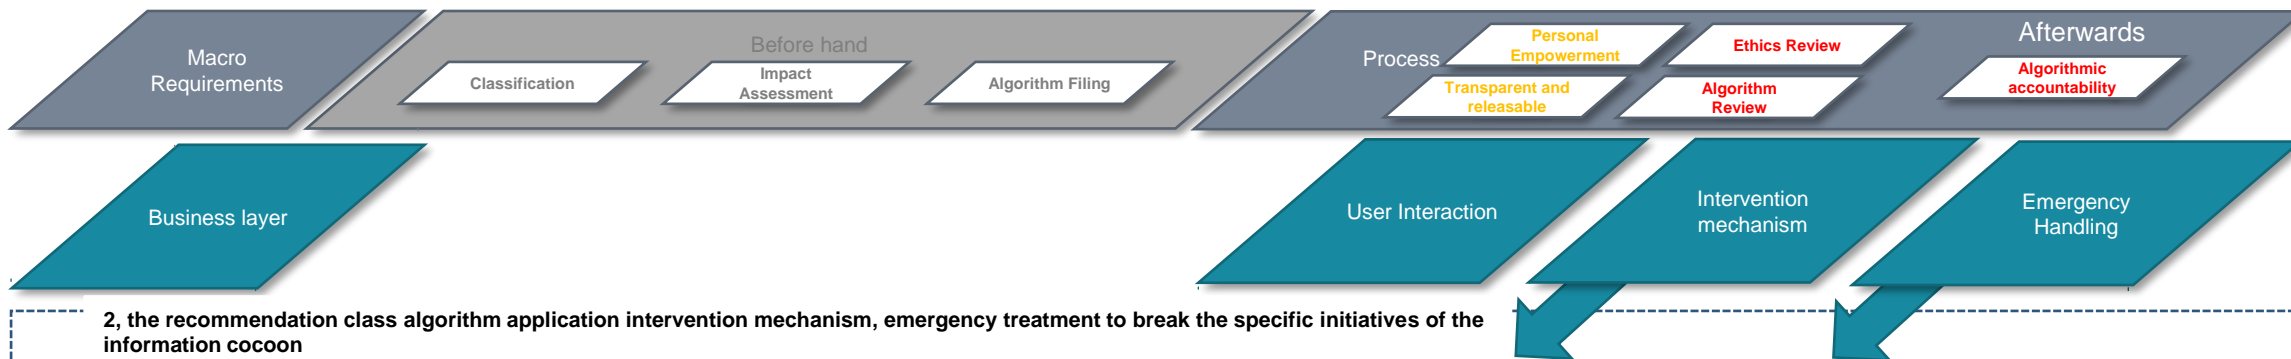 Macro
Requirements
Before hand
Classification
Impact
Assessment
Algorithm Filing
Process
Personal
Empowerment
Transparent and
releasable
Ethics Review
Algorithm
Review
Afterwards
Algorithmic
accountability
Business layer
User Interaction
Intervention
mechanism
Emergency
Handling
2, the recommendation class algorithm application intervention mechanism, emergency treatment to break the specific initiatives of the
information cocoon